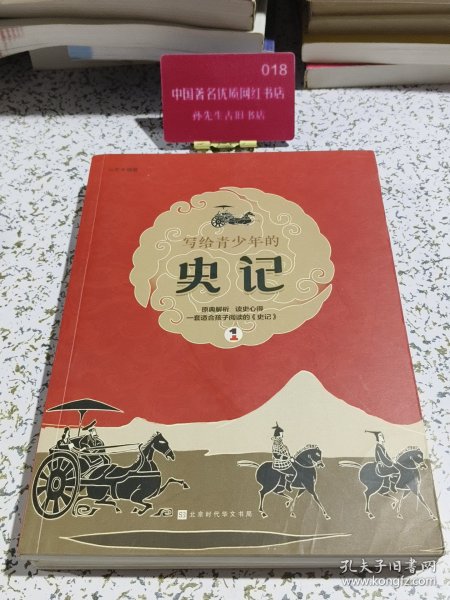 018
中国著名优质网红书店
孙先生古旧书店
写给青少年的
史记
原典解析 读史心得
一套适合孩子阅读的《史记》
1
北京时代华文书局
孔夫子旧书网
www.kongfz.com